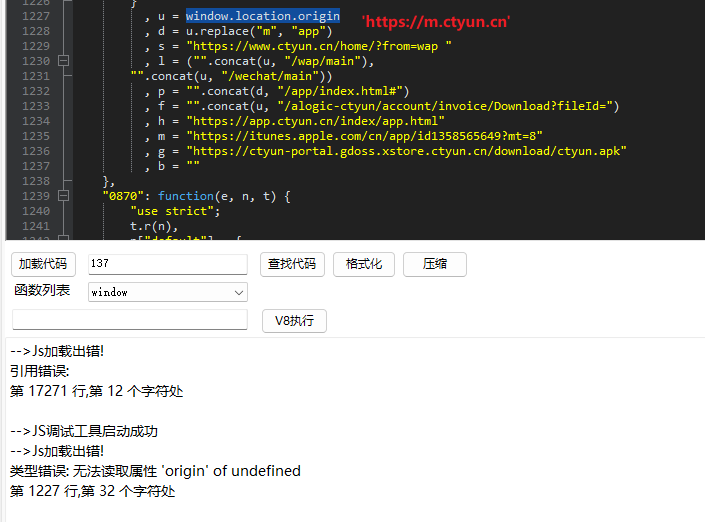 1226 }
1227 , u = window.location.origin 'https://m.ctyun.cn'
1228 , d = u.replace("m", "app")
1229 , s = "https://www.ctyun.cn/home/?from=wap "
1230 , l = ("".concat(u, "/wap/main"),
1231 "".concat(u, "/wechat/main"))
1232 , p = "".concat(d, "/app/index.html#")
1233 , f = "".concat(u, "/alogic-ctyun/account/invoice/Download?fileId=")
1234 , h = "https://app.ctyun.cn/index/app.html"
1235 , m = "https://itunes.apple.com/cn/app/id1358565649?mt=8"
1236 , g = "https://ctyun-portal.gdoss.xstore.ctyun.cn/download/ctyun.apk"
1237 , b = ""
1238 },
1239 "0870": function(e, n, t) {
1240 "use strict";
1241 t.r(n),
加载代码 137 查找代码 格式化 压缩
函数列表 window
V8执行
-->Js加载出错!
引用错误:
第 17271 行,第 12 个字符处
-->JS调试工具启动成功
-->Js加载出错!
类型错误: 无法读取属性 'origin' of undefined
第 1227 行,第 32 个字符处